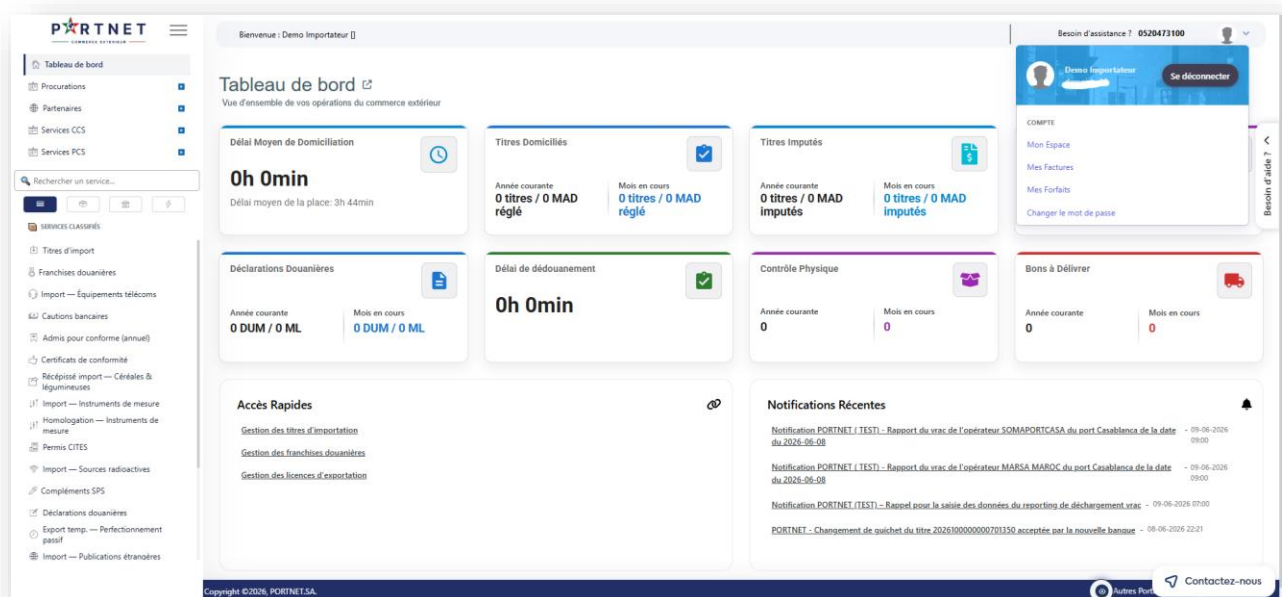 PORTNET
COMMERCE EXTERIEUR
Bienvenue : Demo Importateur []
Besoin d'assistance ? 0520473100
Tableau de bord
Procurations
Partenaires
Services CCS
Services PCS
Rechercher un service...
SERVICES CLASSIFIÉS
Titres d'import
Franchises douanières
Import — Équipements télécoms
Cautions bancaires
Admis pour conforme (annuel)
Certificats de conformité
Récépissé import — Céréales &
légumineuses
Import — Instruments de mesure
Homologation — Instruments de
mesure
Permis CITES
Import — Sources radioactives
Compléments SPS
Déclarations douanières
Export temp. — Perfectionnement
passif
Import — Publications étrangères
Tableau de bord
Vue d'ensemble de vos opérations du commerce extérieur
Demo Importateur
Se déconnecter
COMPTE
Mon Espace
Mes Factures
Mes Forfaits
Changer le mot de passe
Besoin d'aide ?
Délai Moyen de Domiciliation
0h 0min
Délai moyen de la place: 3h 44min
Titres Domiciliés
Année courante
0 titres / 0 MAD
réglé
Mois en cours
0 titres / 0 MAD
réglé
Titres Imputés
Année courante
0 titres / 0 MAD
imputés
Mois en cours
0 titres / 0 MAD
imputés
Déclarations Douanières
Année courante
0 DUM / 0 ML
Mois en cours
0 DUM / 0 ML
Délai de dédouanement
0h 0min
Contrôle Physique
Année courante
0
Mois en cours
0
Bons à Délivrer
Année courante
0
Mois en cours
0
Accès Rapides
Gestion des titres d'importation
Gestion des franchises douanières
Gestion des licences d'exportation
Notifications Récentes
Notification PORTNET ( TEST) - Rapport du vrac de l'opérateur SOMAPORTCASA du port Casablanca de la date
du 2026-06-08
- 09-06-2026
09:00
Notification PORTNET ( TEST) - Rapport du vrac de l'opérateur MARSA MAROC du port Casablanca de la date
du 2026-06-08
- 09-06-2026
09:00
Notification PORTNET (TEST) – Rappel pour la saisie des données du reporting de déchargement vrac - 09-06-2026 07:00
PORTNET - Changement de guichet du titre 2026100000000701350 acceptée par la nouvelle banque - 08-06-2026 22:21
Copyright ©2026, PORTNET.SA.
Autres Port
Contactez-nous